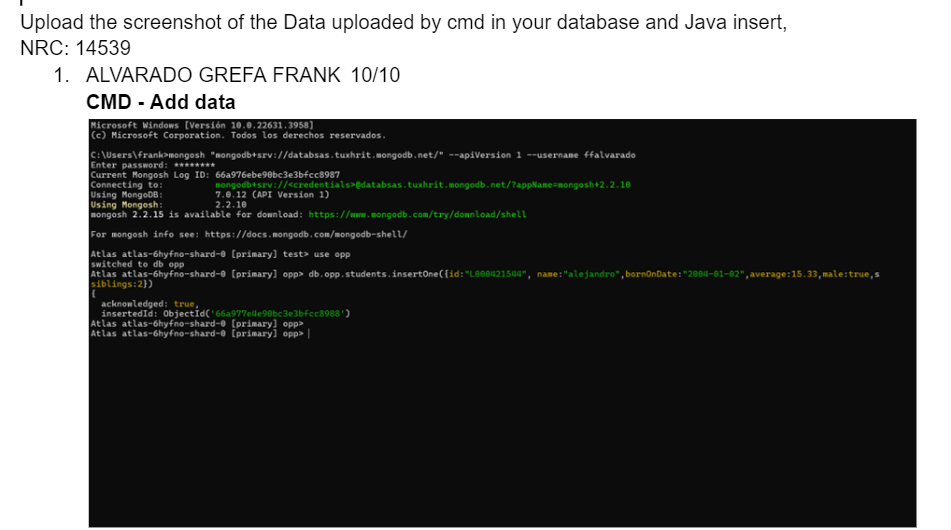 Upload the screenshot of the Data uploaded by cmd in your database and Java insert,
NRC: 14539
1. ALVARADO GREFA FRANK 10/10
CMD - Add data
Microsoft Windows [Versión 10.0.22631.3958]
(c) Microsoft Corporation. Todos los derechos reservados.
C:\Users\frank>mongosh "mongodb+srv://databsas.tuxhrit.mongodb.net/" --apiVersion 1 --username ffalvarado
Enter password: ********
Current Mongosh Log ID: 66a976ebe90bc3e3bfcc8987
Connecting to: mongodb+srv://<credentials>@databsas.tuxhrit.mongodb.net/?appName=mongosh+2.2.10
Using MongoDB: 7.0.12 (API Version 1)
Using Mongosh: 2.2.10
mongosh 2.2.15 is available for download: https://www.mongodb.com/try/download/shell
For mongosh info see: https://docs.mongodb.com/mongodb-shell/
Atlas atlas-6hyfno-shard-0 [primary] test> use opp
switched to db opp
Atlas atlas-6hyfno-shard-0 [primary] opp> db.opp.students.insertOne({id:"L000421544", name:"alejandro",bornOnDate:"2004-01-02",average:15.33,male:true,s
siblings:2})
{
acknowledged: true,
insertedId: ObjectId('66a977e4e90bc3e3bfcc8988')
Atlas atlas-6hyfno-shard-0 [primary] opp>
Atlas atlas-6hyfno-shard-0 [primary] opp>